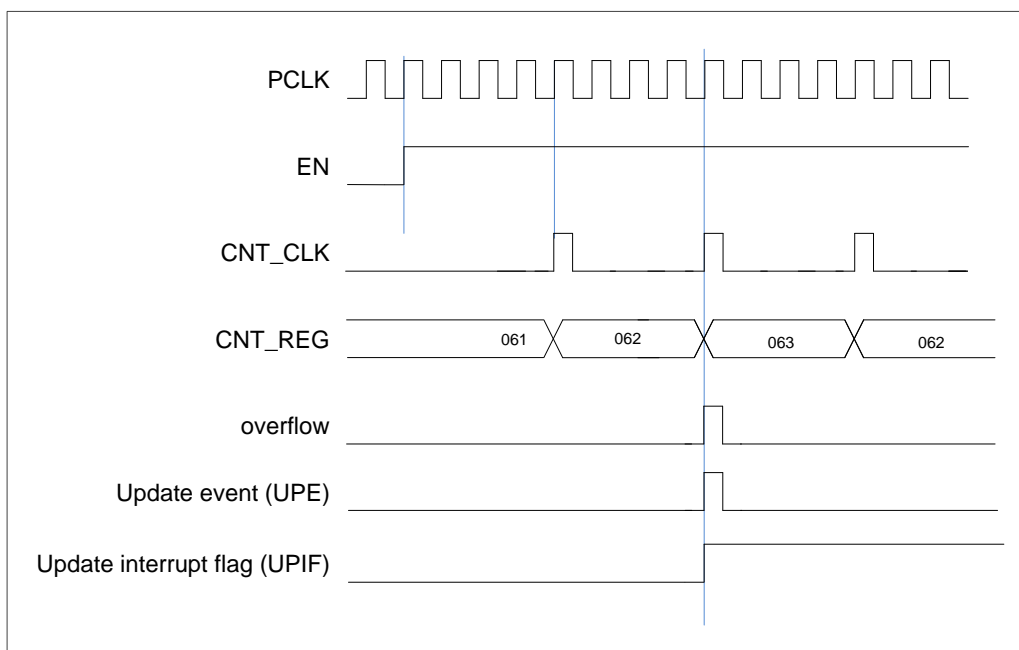 PCLK
EN
CNT_CLK
CNT_REG
061
062
063
062
overflow
Update event (UPE)
Update interrupt flag (UPIF)